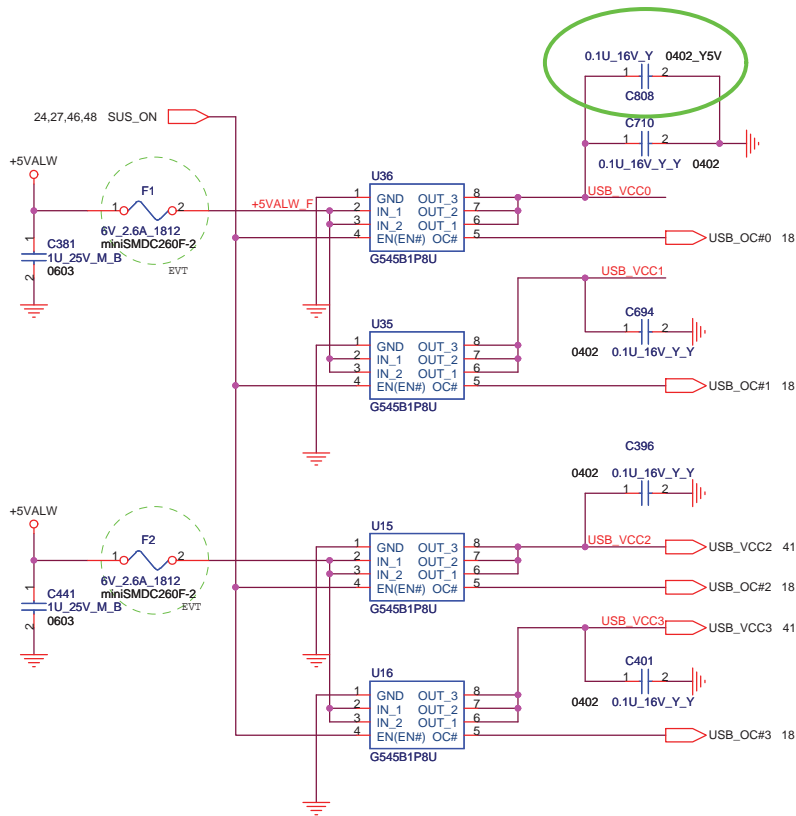 0.1U_16V_Y 0402_Y5V
1 2
C808
24,27,46,48 SUS_ON
C710
1 2
0.1U_16V_Y_Y 0402
+5VALW
F1
1 2
6V_2.6A_1812
miniSMDC260F-2
EVT
+5VALW_F
1
C381
1U_25V_M_B
0603
2
U36
1 GND OUT_3 8
2 IN_1 OUT_2 7
3 IN_2 OUT_1 6
4 EN(EN#) OC# 5
G545B1P8U
USB_VCC0
USB_OC#0 18
USB_VCC1
C694
1 2
0402 0.1U_16V_Y_Y
U35
1 GND OUT_3 8
2 IN_1 OUT_2 7
3 IN_2 OUT_1 6
4 EN(EN#) OC# 5
G545B1P8U
USB_OC#1 18
C396
0402 0.1U_16V_Y_Y
1 2
+5VALW
F2
1 2
6V_2.6A_1812
miniSMDC260F-2
EVT
1
C441
1U_25V_M_B
0603
2
U15
1 GND OUT_3 8
2 IN_1 OUT_2 7
3 IN_2 OUT_1 6
4 EN(EN#) OC# 5
G545B1P8U
USB_VCC2
USB_VCC2 41
USB_OC#2 18
USB_VCC3
USB_VCC3 41
C401
1 2
0402 0.1U_16V_Y_Y
U16
1 GND OUT_3 8
2 IN_1 OUT_2 7
3 IN_2 OUT_1 6
4 EN(EN#) OC# 5
G545B1P8U
USB_OC#3 18